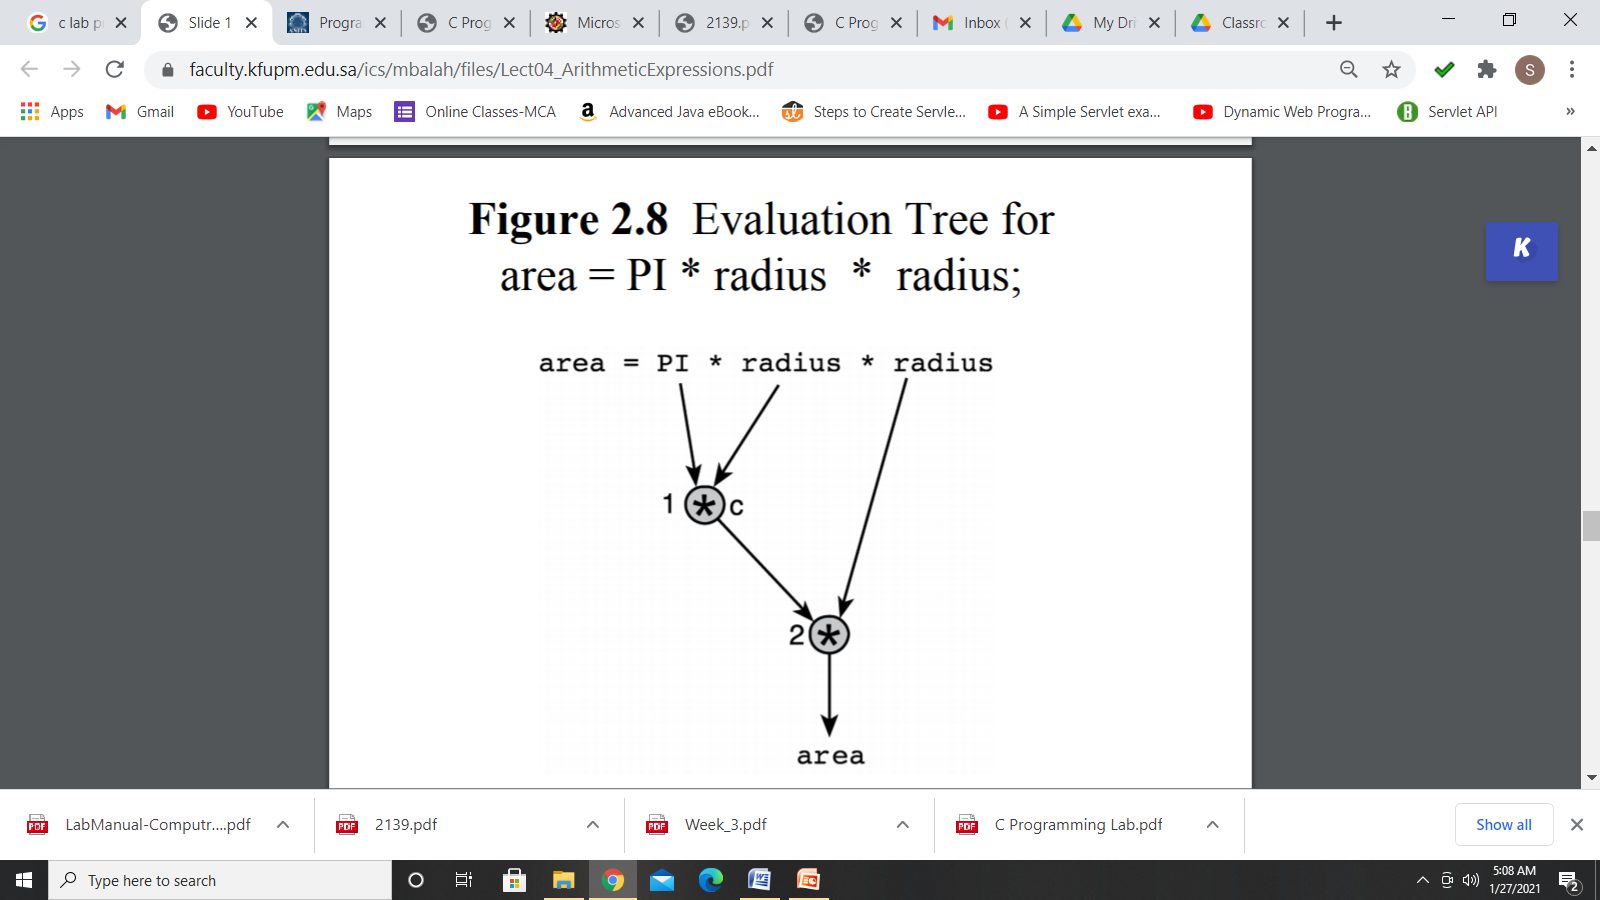 c lab p
Slide 1
Progra
C Prog
Micros
2139.p
C Prog
Inbox
My Dri
Classro
faculty.kfupm.edu.sa/ics/mbalah/files/Lect04_ArithmeticExpressions.pdf
S
Apps
Gmail
YouTube
Maps
Online Classes-MCA
Advanced Java eBook...
Steps to Create Servle...
A Simple Servlet exa...
Dynamic Web Progra...
Servlet API
»
Figure 2.8 Evaluation Tree for
area = PI * radius * radius;
K
area = PI * radius * radius
1 * c
2 *
area
LabManual-Computr....pdf
2139.pdf
Week_3.pdf
C Programming Lab.pdf
Show all
Type here to search
5:08 AM
1/27/2021
2